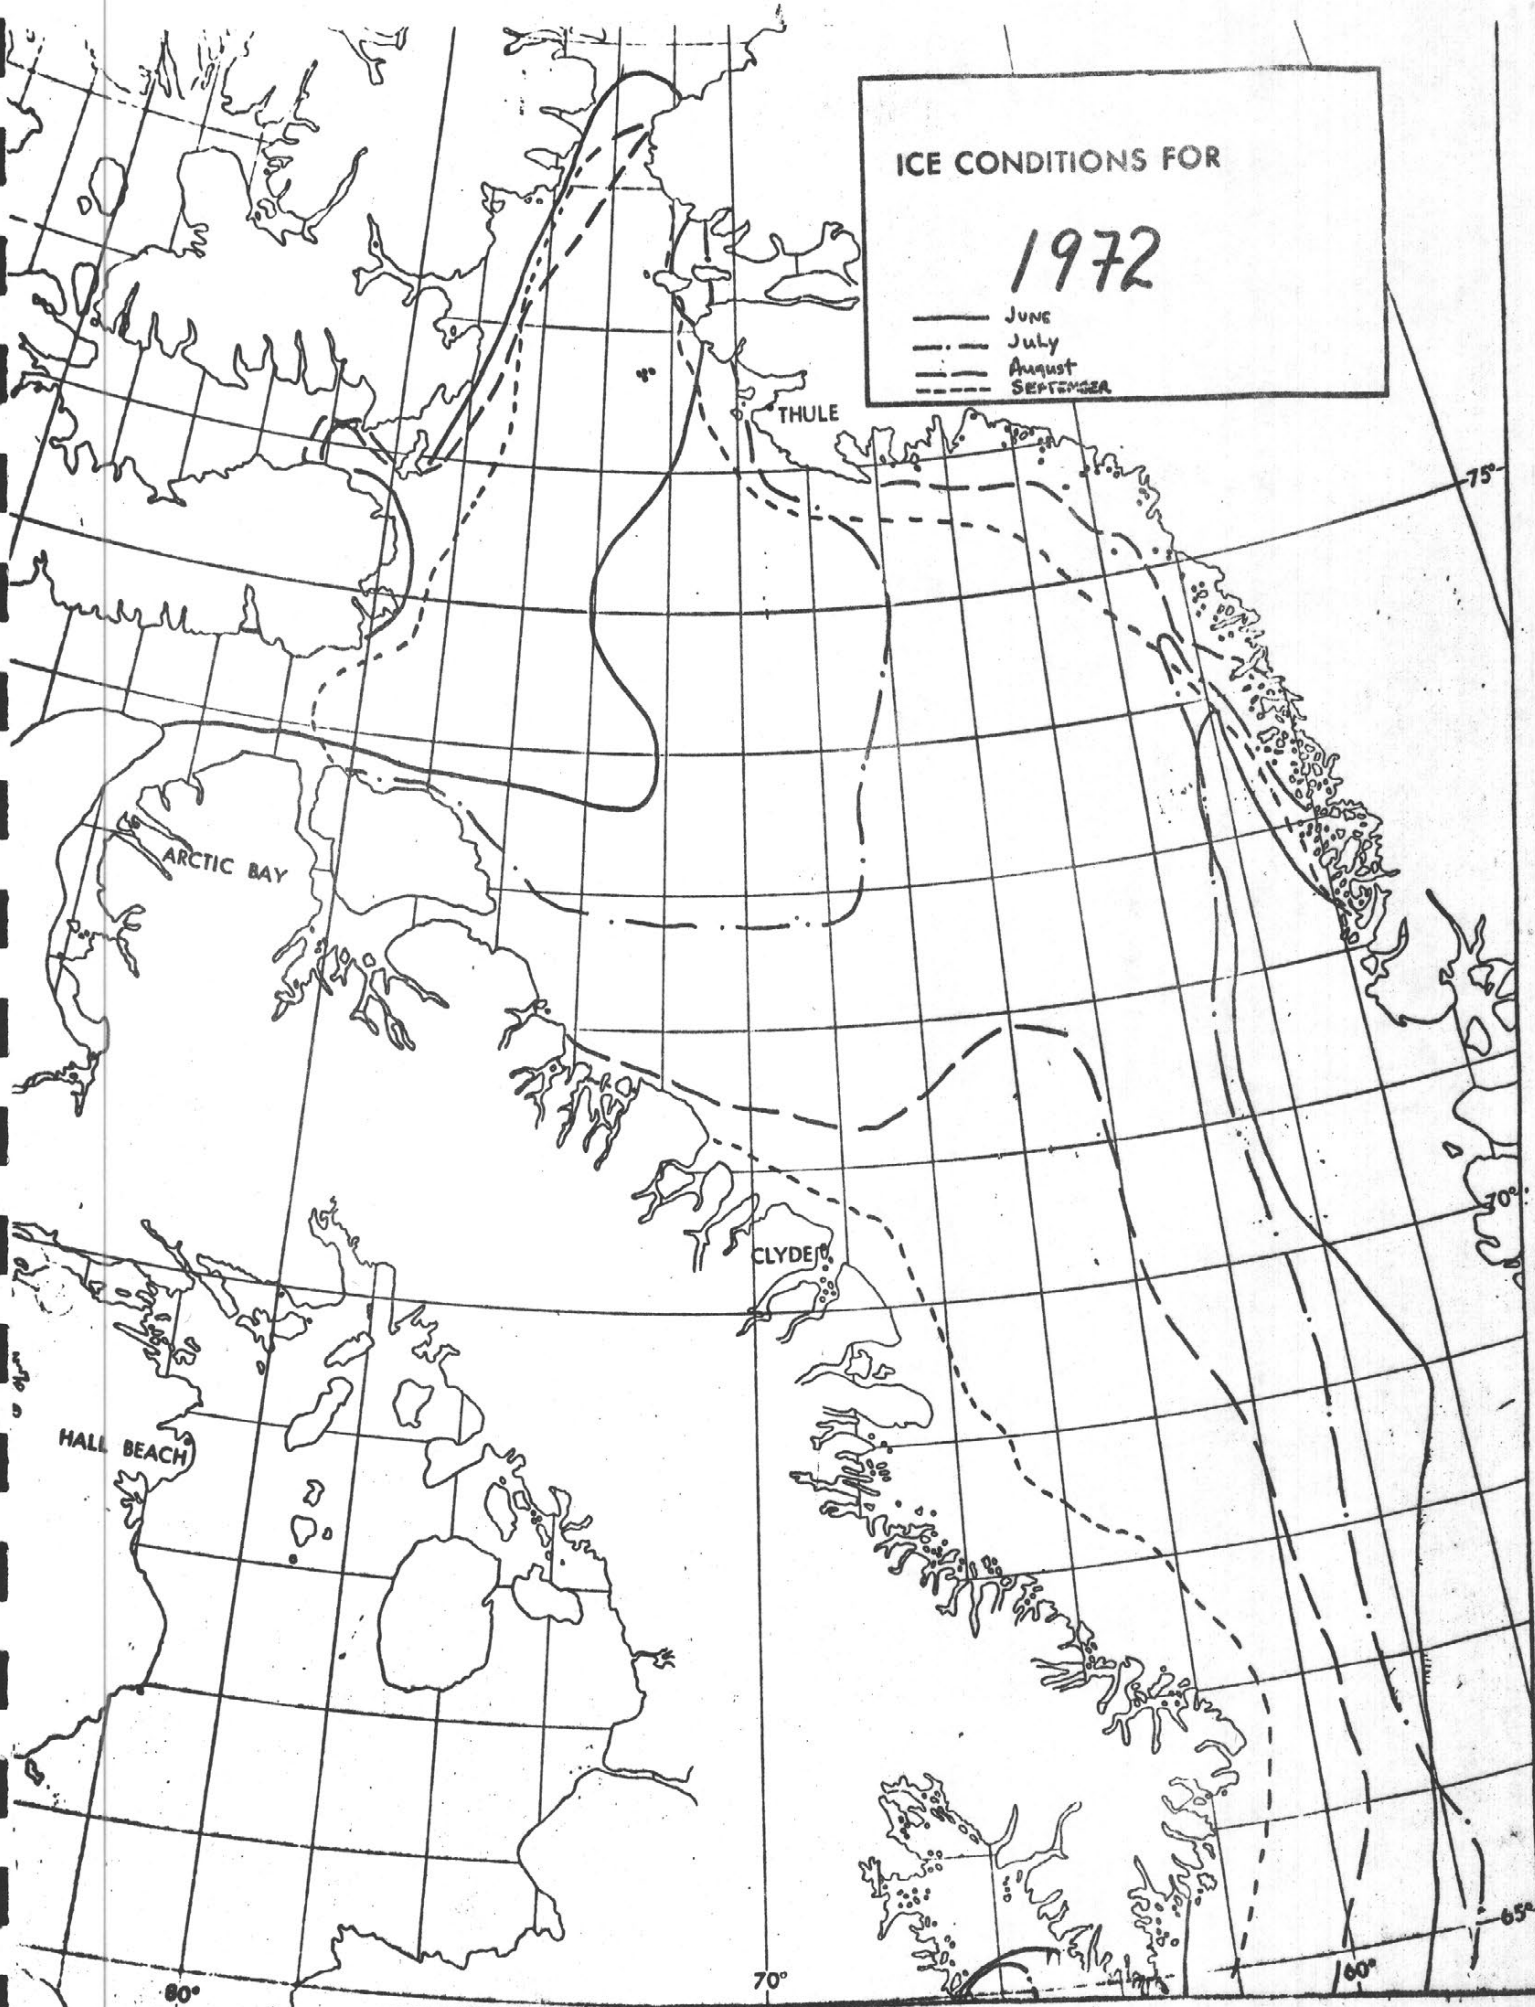 ICE CONDITIONS FOR
1972
JUNE
July
August
SEPTEMBER
THULE
75°
ARCTIC BAY
70°
CLYDE
HALL BEACH
65°
80°
70°
60°